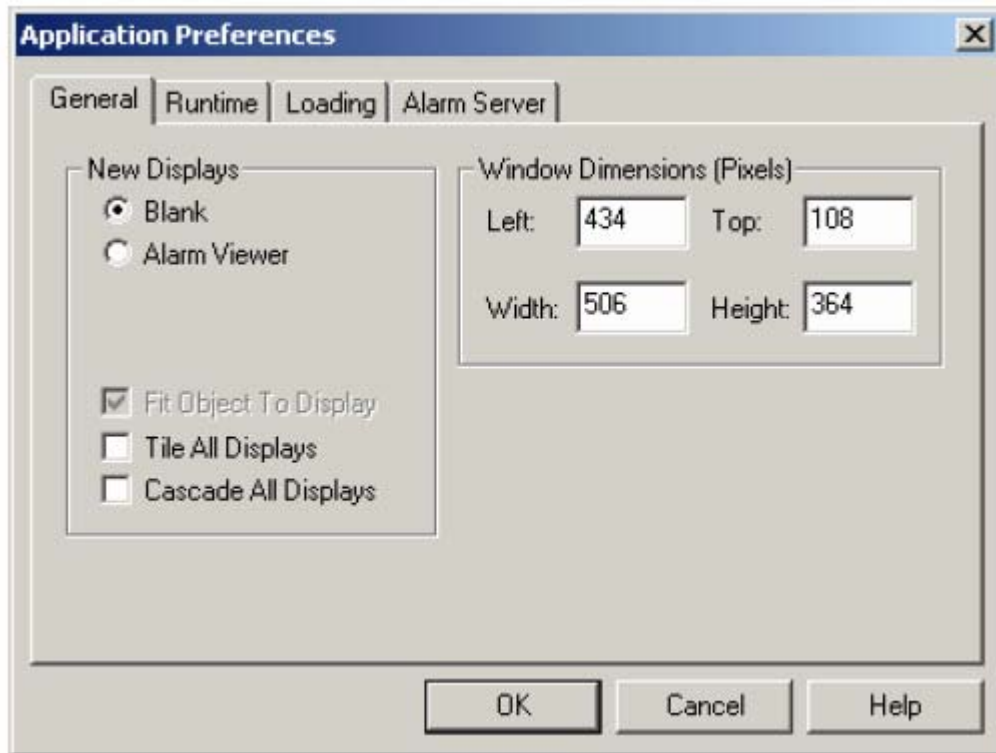 Application Preferences
General Runtime Loading Alarm Server
New Displays
Blank
Alarm Viewer
Fit Object To Display
Tile All Displays
Cascade All Displays
Window Dimensions (Pixels)
Left: 434 Top: 108
Width: 506 Height: 364
OK Cancel Help